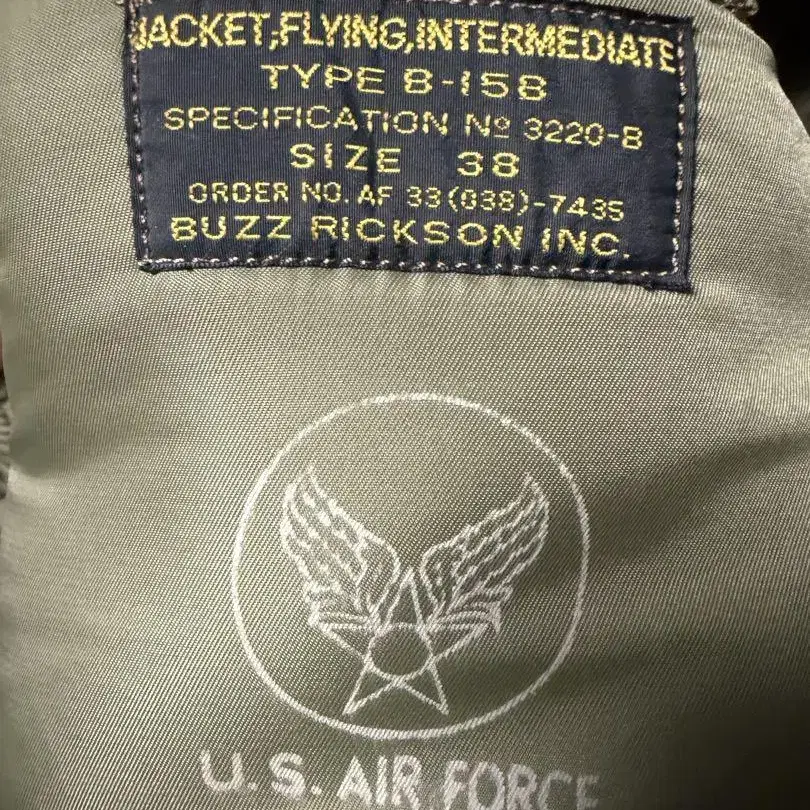 JACKET,FLYING,INTERMEDIATE
TYPE B-15B
SPECIFICATION Nº 3220-B
SIZE 38
ORDER NO. AF 33(038)-7435
BUZZ RICKSON INC.
U.S. AIR FORCE